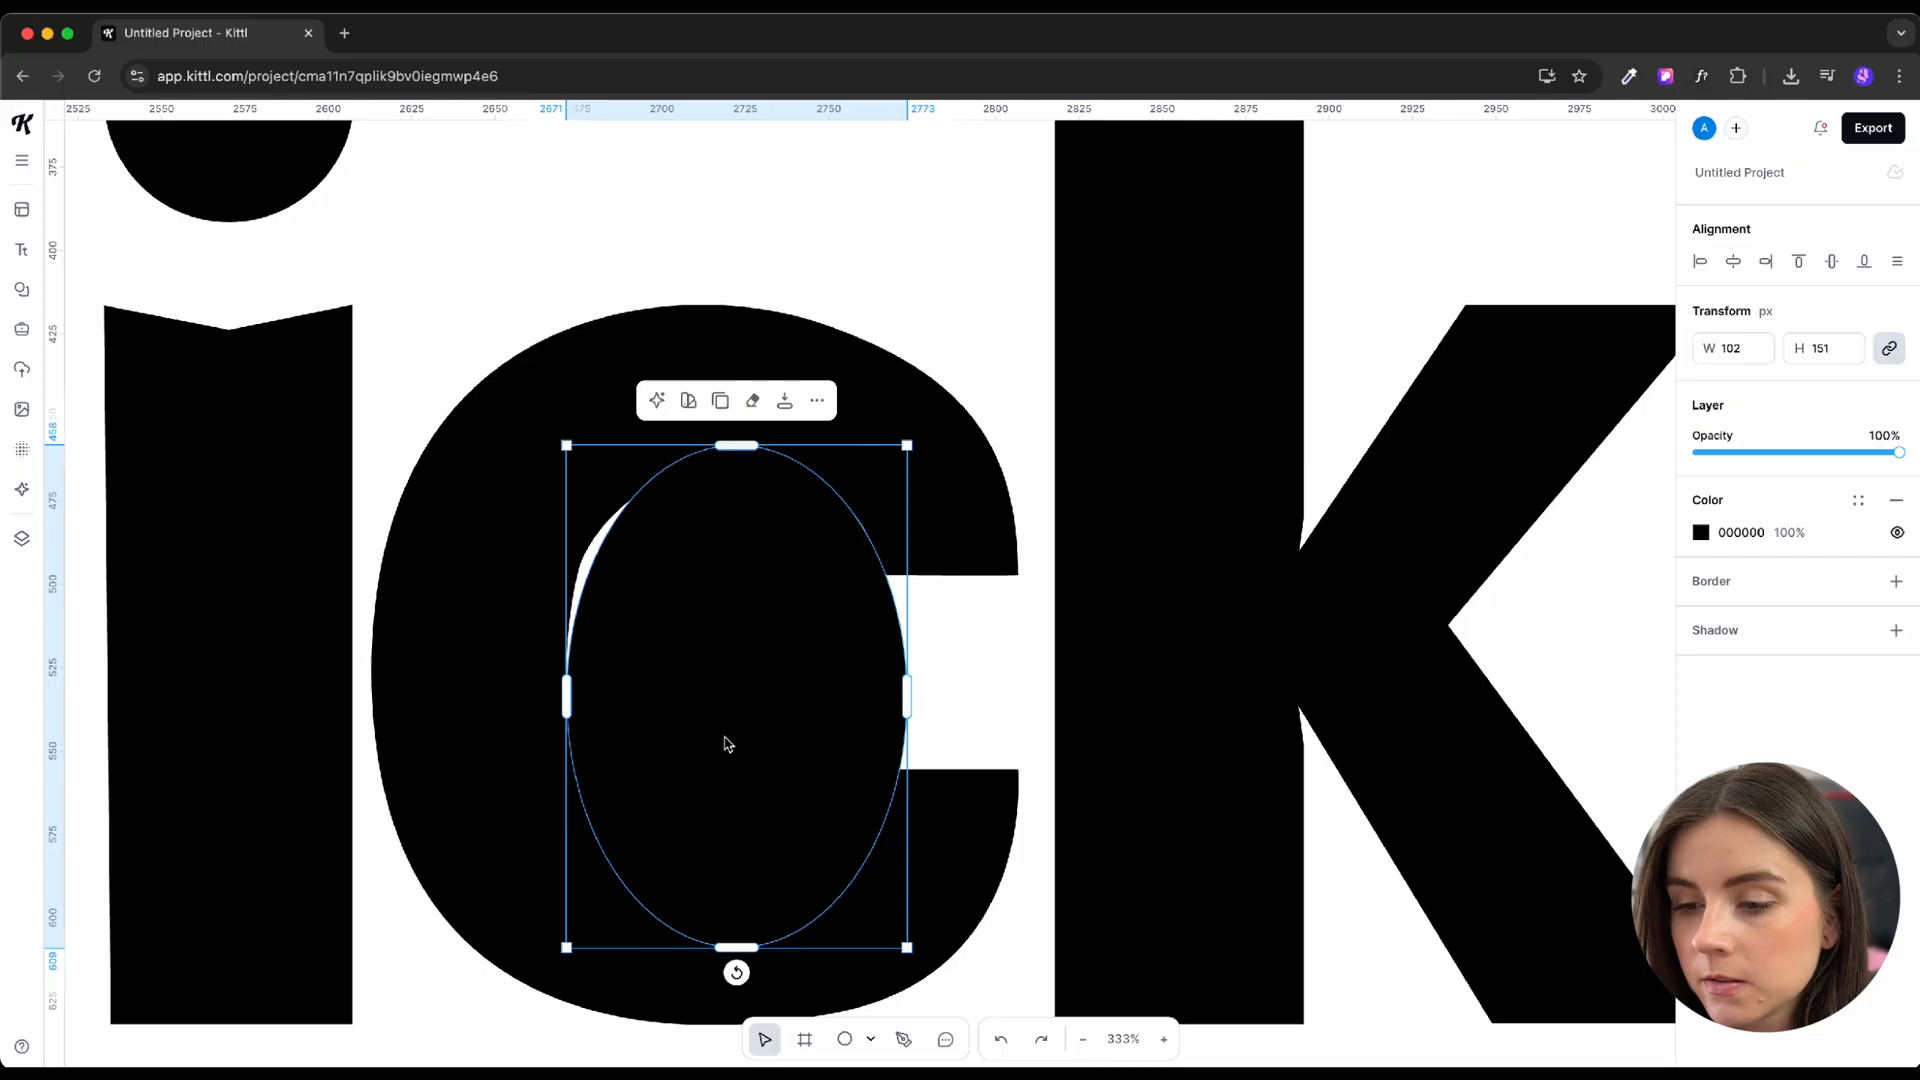 Untitled Project - Kittl
app.kittl.com/project/cma11n7qplik9bv0iegmwp4e6
2525 2550 2575 2600 2625 2650 2671 2700 2725 2750 2773 2800 2825 2850 2875 2900 2925 2950 2975 3000
A
Export
Untitled Project
Alignment
Transform px
W 102 H 151
Layer
Opacity 100%
Color
000000 100%
Border
Shadow
375
400
425
458
475
500
525
550
575
600
609
625
Tt
ick
333%